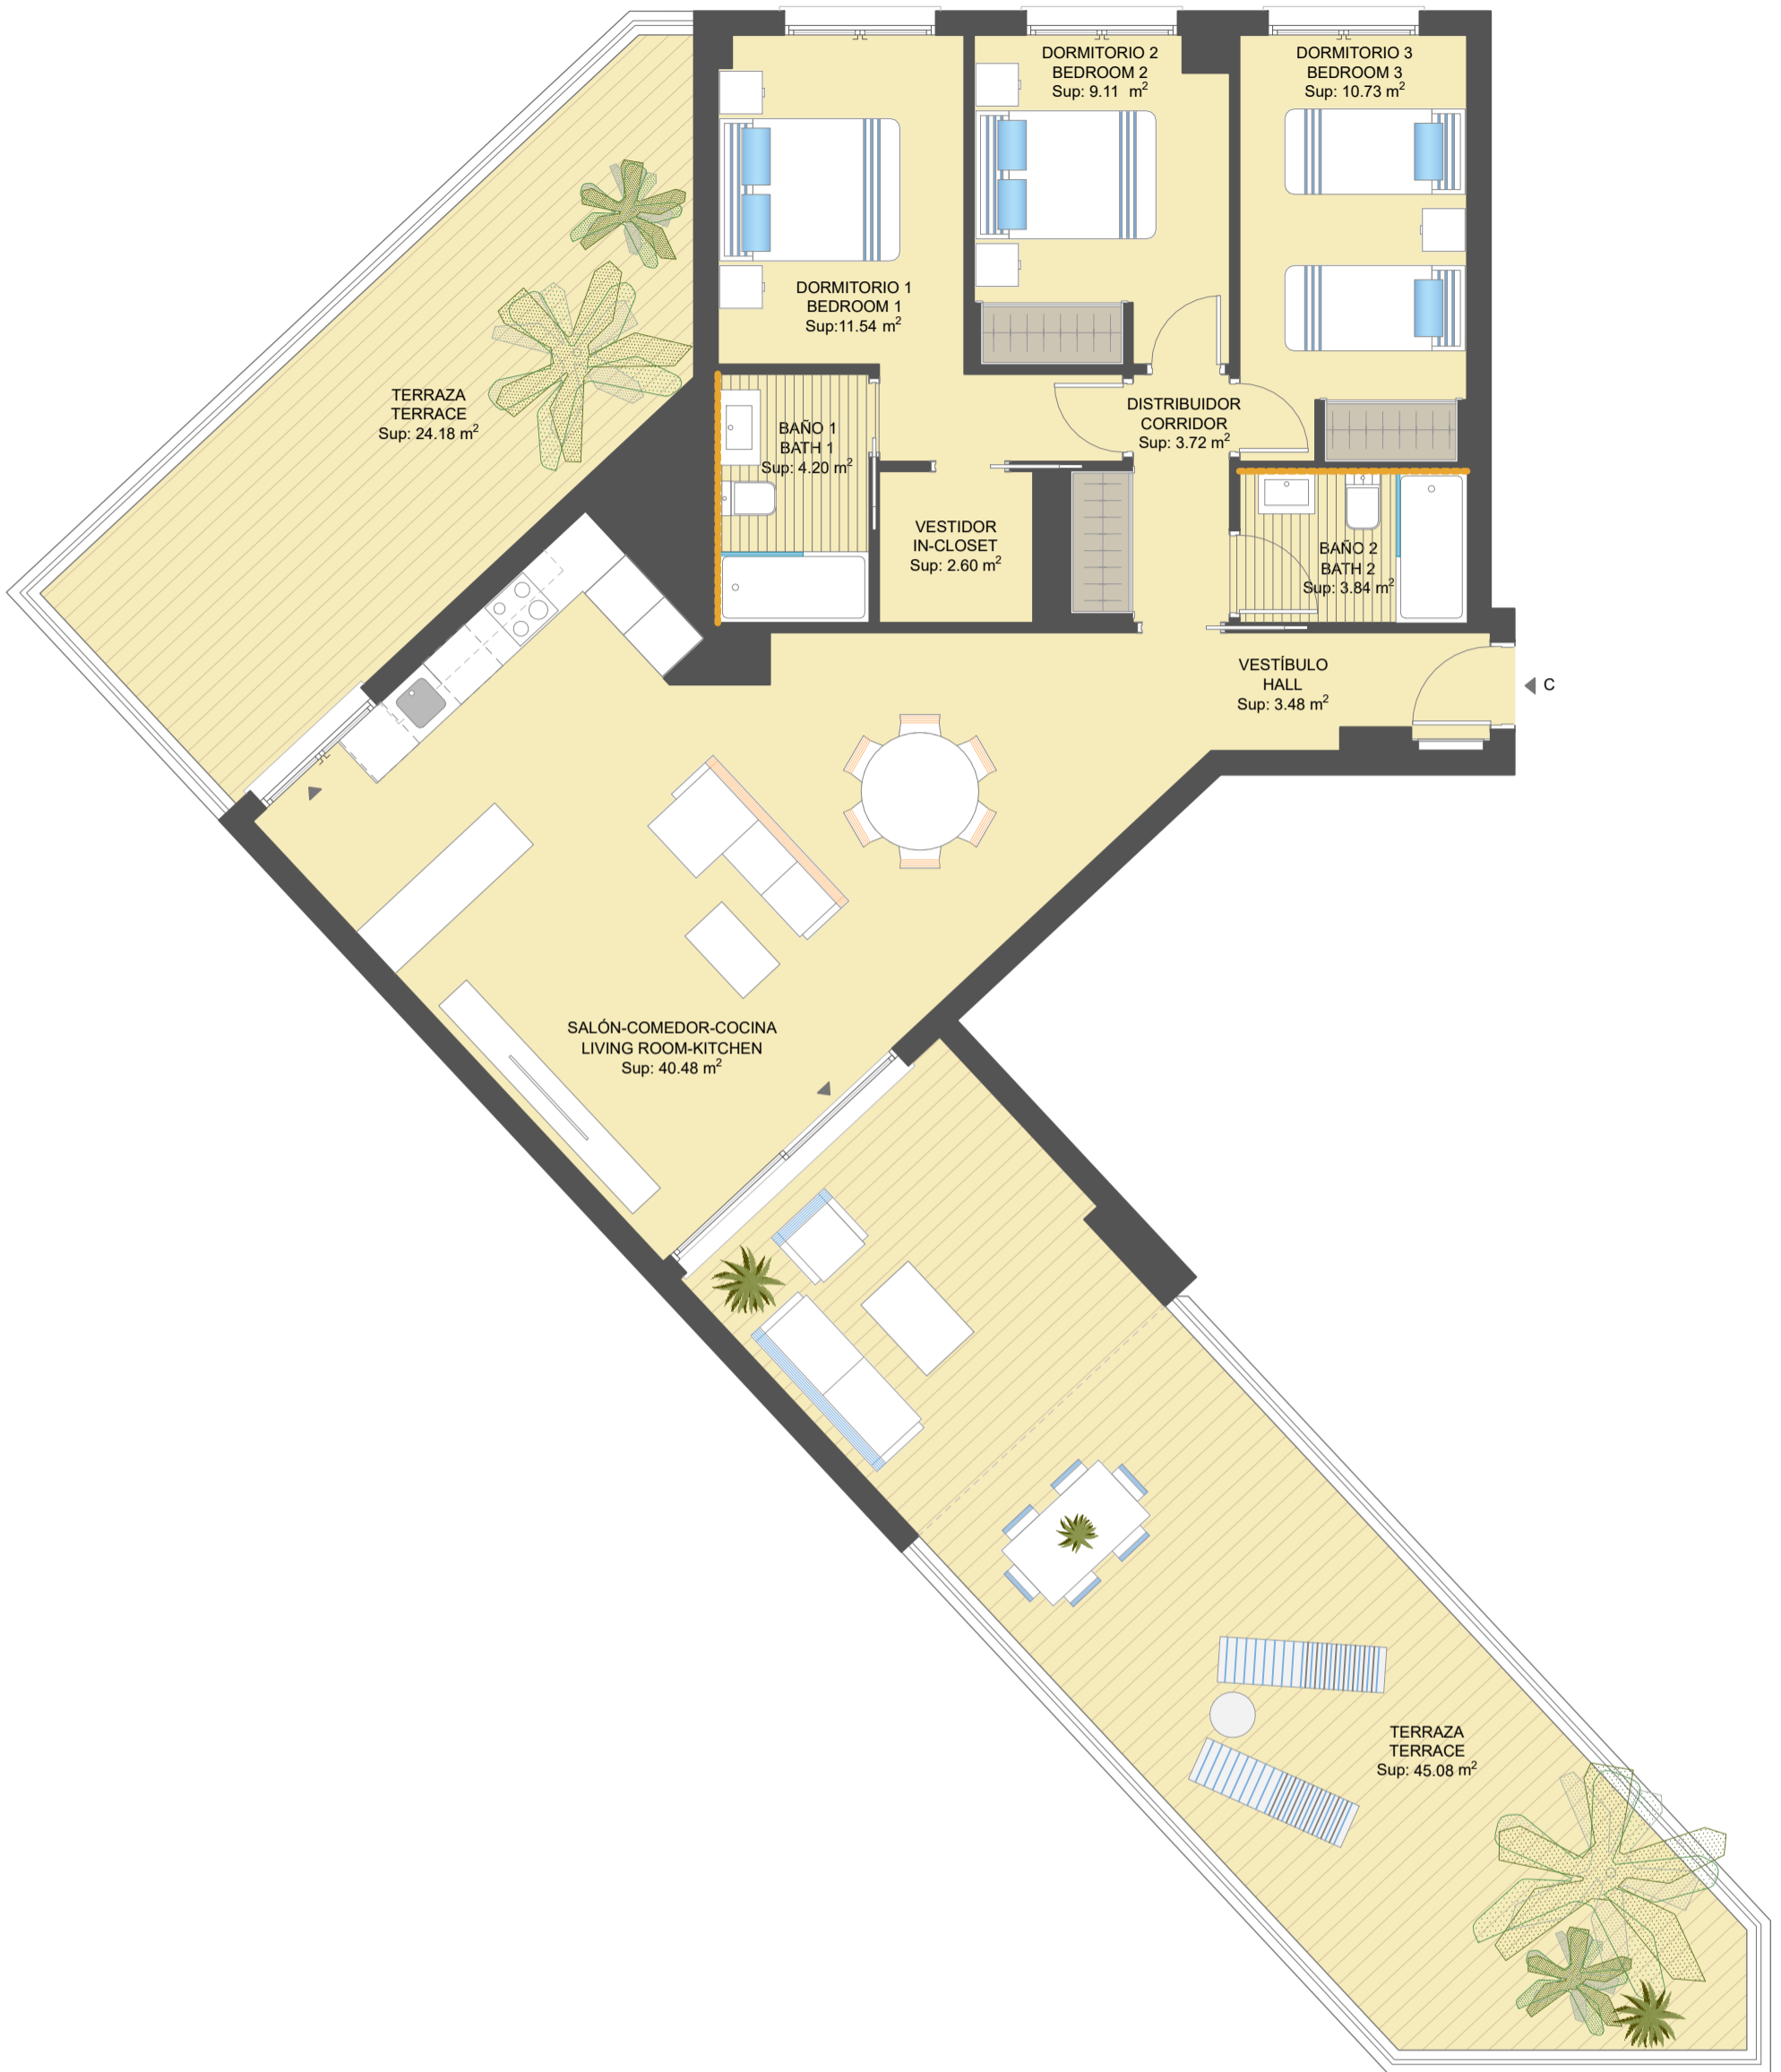 DORMITORIO 2
BEDROOM 2
Sup: 9.11 m²
DORMITORIO 3
BEDROOM 3
Sup: 10.73 m²
DORMITORIO 1
BEDROOM 1
Sup:11.54 m²
TERRAZA
TERRACE
Sup: 24.18 m²
BAÑO 1
BATH 1
Sup: 4.20 m²
DISTRIBUIDOR
CORRIDOR
Sup: 3.72 m²
VESTIDOR
IN-CLOSET
Sup: 2.60 m²
BAÑO 2
BATH 2
Sup: 3.84 m²
VESTÍBULO
HALL
Sup: 3.48 m²
C
SALÓN-COMEDOR-COCINA
LIVING ROOM-KITCHEN
Sup: 40.48 m²
TERRAZA
TERRACE
Sup: 45.08 m²